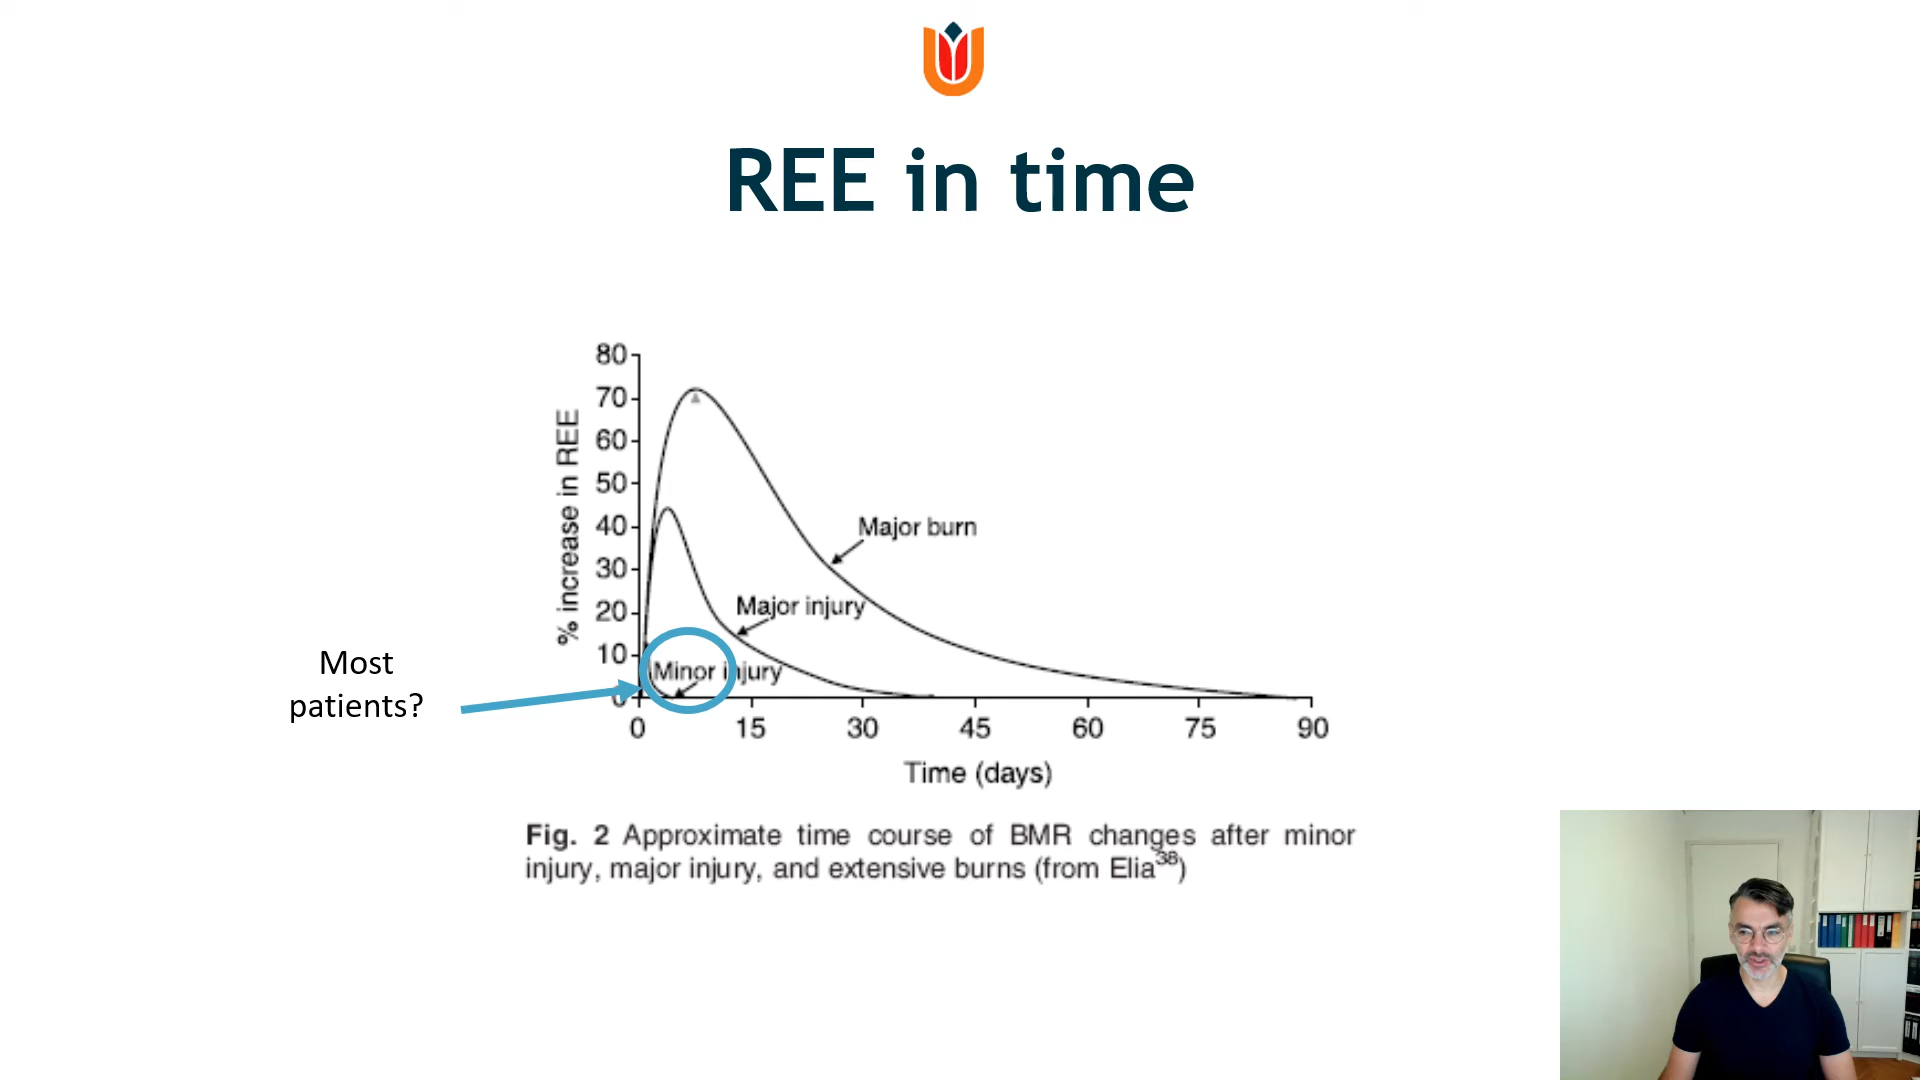 REE in time
80
70
60
50
40
30
20
10
0
% increase in REE
Major burn
Major injury
Minor injury
Most
patients?
0 15 30 45 60 75 90
Time (days)
Fig. 2 Approximate time course of BMR changes after minor
injury, major injury, and extensive burns (from Elia38)